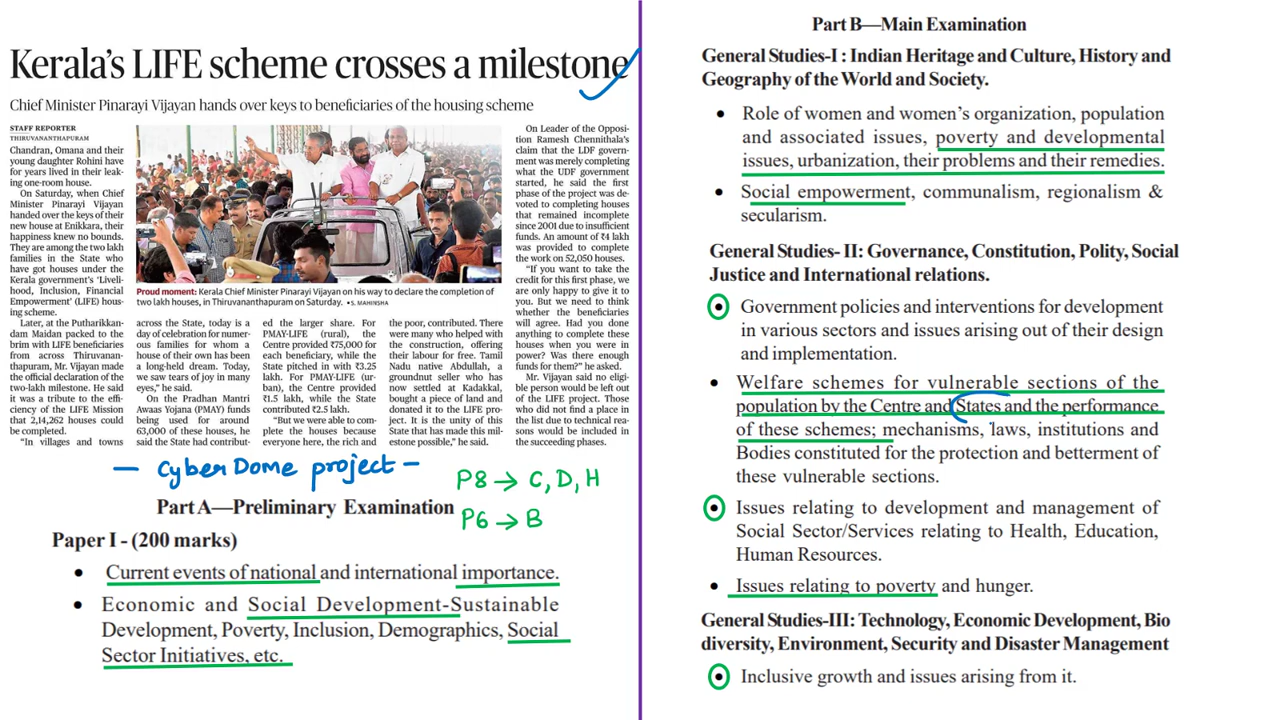 Kerala's LIFE scheme crosses a milestone
Chief Minister Pinarayi Vijayan hands over keys to beneficiaries of the housing scheme
STAFF REPORTER
THIRUVANANTHAPURAM
Chandran, Omana and their
young daughter Rohini have
for years lived in their leak-
ing one-room house.
On Saturday, when Chief
Minister Pinarayi Vijayan
handed over the keys of their
new house at Enikkara, their
happiness knew no bounds.
They are among the two lakh
families in the State who
have got houses under the
Kerala government's 'Liveli-
hood, Inclusion, Financial
Empowerment' (LIFE) hous-
ing scheme.
Later, at the Putharikkan-
dam Maidan packed to the
brim with LIFE beneficiaries
from across Thiruvanan-
thapuram, Mr. Vijayan made
the official declaration of the
two-lakh milestone. He said
it was a tribute to the effi-
ciency of the LIFE Mission
that 2,14,262 houses could
be completed.
"In villages and towns
Proud moment: Kerala Chief Minister Pinarayi Vijayan on his way to declare the completion of
two lakh houses, in Thiruvananthapuram on Saturday. • S. MAHINSHA
across the State, today is a
day of celebration for numer-
ous families for whom a
house of their own has been
a long-held dream. Today,
we saw tears of joy in many
eyes," he said.
On the Pradhan Mantri
Awaas Yojana (PMAY) funds
being used for around
63,000 of these houses, he
said the State had contribut-
ed the larger share. For
PMAY-LIFE (rural), the
Centre provided ₹75,000 for
each beneficiary, while the
State pitched in with ₹3.25
lakh. For PMAY-LIFE (ur-
ban), the Centre provided
₹1.5 lakh, while the State
contributed ₹2.5 lakh.
"But we were able to com-
plete the houses because
everyone here, the rich and
the poor, contributed. There
were many who helped with
the construction, offering
their labour for free. Tamil
Nadu native Abdullah, a
groundnut seller who has
now settled at Kadakkal,
bought a piece of land and
donated it to the LIFE pro-
ject. It is the unity of this
State that has made this mil-
estone possible," he said.
On Leader of the Opposi-
tion Ramesh Chennithala's
claim that the LDF govern-
ment was merely completing
what the UDF government
started, he said the first
phase of the project was de-
voted to completing houses
that remained incomplete
since 2001 due to insufficient
funds. An amount of ₹4 lakh
was provided to complete
the work on 52,050 houses.
"If you want to take the
credit for this first phase, we
are only happy to give it to
you. But we need to think
whether the beneficiaries
will agree. Had you done
anything to complete these
houses when you were in
power? Was there enough
funds for them?" he asked.
Mr. Vijayan said no eligi-
ble person would be left out
of the LIFE project. Those
who did not find a place in
the list due to technical rea-
sons would be included in
the succeeding phases.
— CyberDome project —
P8 → C, D, H
P6 → B
Part A—Preliminary Examination
Paper I - (200 marks)
• Current events of national and international importance.
• Economic and Social Development-Sustainable
Development, Poverty, Inclusion, Demographics, Social
Sector Initiatives, etc.
Part B—Main Examination
General Studies-I : Indian Heritage and Culture, History and
Geography of the World and Society.
• Role of women and women's organization, population
and associated issues, poverty and developmental
issues, urbanization, their problems and their remedies.
• Social empowerment, communalism, regionalism &
secularism.
General Studies- II: Governance, Constitution, Polity, Social
Justice and International relations.
• Government policies and interventions for development
in various sectors and issues arising out of their design
and implementation.
• Welfare schemes for vulnerable sections of the
population by the Centre and States and the performance
of these schemes; mechanisms, laws, institutions and
Bodies constituted for the protection and betterment of
these vulnerable sections.
• Issues relating to development and management of
Social Sector/Services relating to Health, Education,
Human Resources.
• Issues relating to poverty and hunger.
General Studies-III: Technology, Economic Development, Bio
diversity, Environment, Security and Disaster Management
• Inclusive growth and issues arising from it.